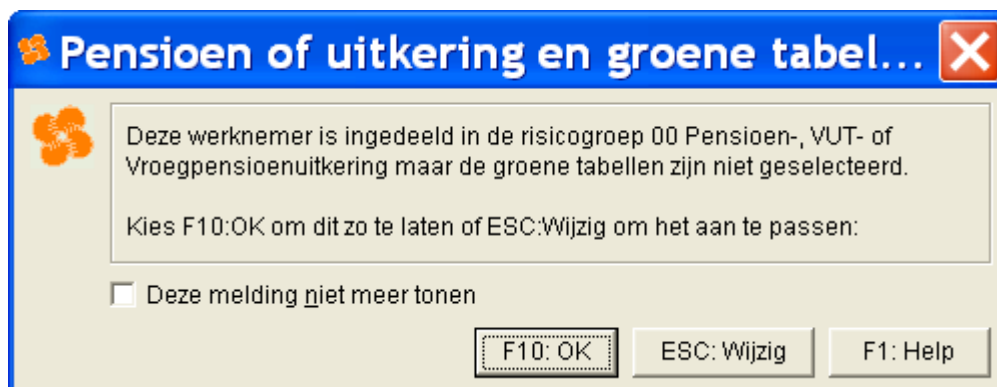 Pensioen of uitkering en groene tabel...
Deze werknemer is ingedeeld in de risicogroep 00 Pensioen-, VUT- of
Vroegpensioenuitkering maar de groene tabellen zijn niet geselecteerd.
Kies F10:OK om dit zo te laten of ESC:Wijzig om het aan te passen:
Deze melding niet meer tonen
F10: OK ESC: Wijzig F1: Help